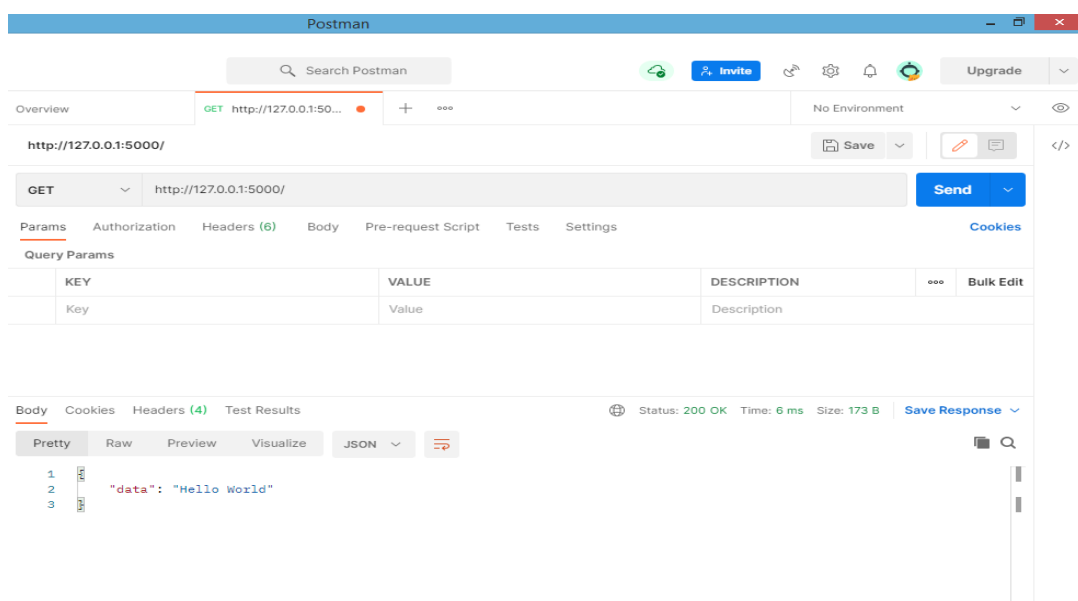 Postman
Search Postman
Invite
Upgrade
Overview
GET http://127.0.0.1:50...
No Environment
http://127.0.0.1:5000/
Save
</>
GET http://127.0.0.1:5000/ Send
Params Authorization Headers (6) Body Pre-request Script Tests Settings Cookies
Query Params
KEY VALUE DESCRIPTION Bulk Edit
Key Value Description
Body Cookies Headers (4) Test Results Status: 200 OK Time: 6 ms Size: 173 B Save Response
Pretty Raw Preview Visualize JSON
1 {
2 "data": "Hello World"
3 }